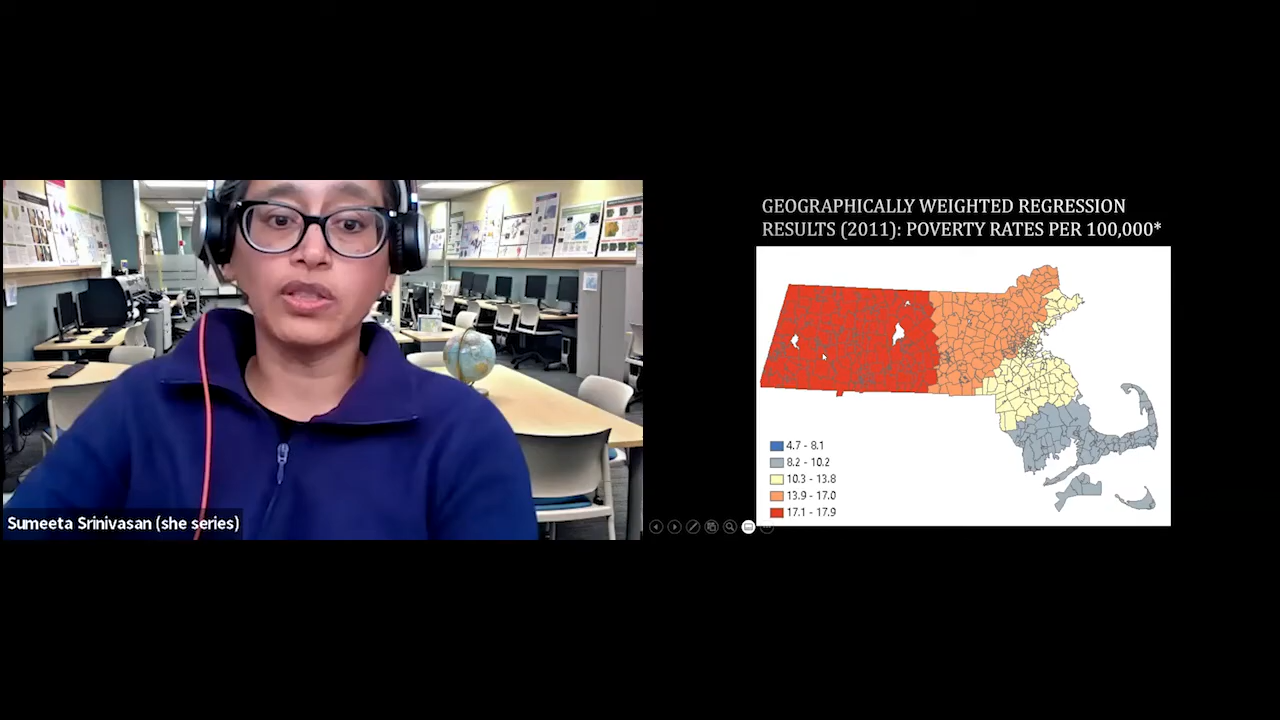 GEOGRAPHICALLY WEIGHTED REGRESSION
RESULTS (2011): POVERTY RATES PER 100,000*
4.7 - 8.1
8.2 - 10.2
10.3 - 13.8
13.9 - 17.0
17.1 - 17.9
Sumeeta Srinivasan (she series)